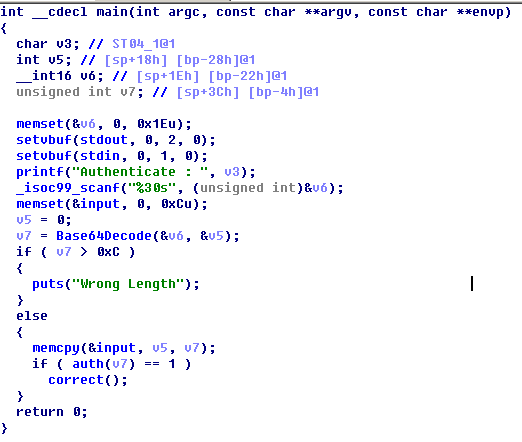 int __cdecl main(int argc, const char **argv, const char **envp)
{
  char v3; // ST04_1@1
  int v5; // [sp+18h] [bp-28h]@1
  __int16 v6; // [sp+1Eh] [bp-22h]@1
  unsigned int v7; // [sp+3Ch] [bp-4h]@1

  memset(&v6, 0, 0x1Eu);
  setvbuf(stdout, 0, 2, 0);
  setvbuf(stdin, 0, 1, 0);
  printf("Authenticate : ", v3);
  _isoc99_scanf("%30s", (unsigned int)&v6);
  memset(&input, 0, 0xCu);
  v5 = 0;
  v7 = Base64Decode(&v6, &v5);
  if ( v7 > 0xC )
  {
    puts("Wrong Length");
  }
  else
  {
    memcpy(&input, v5, v7);
    if ( auth(v7) == 1 )
      correct();
  }
  return 0;
}